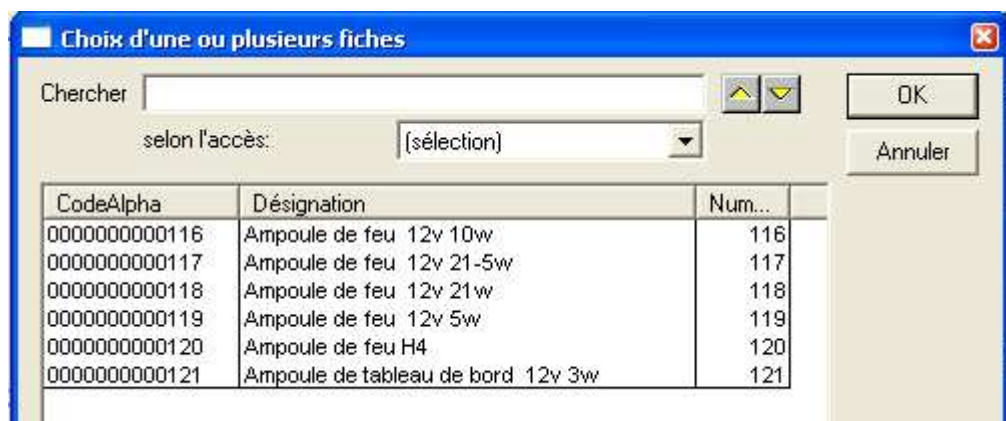 Choix d'une ou plusieurs fiches
Chercher
OK
selon l'accès: (sélection)
Annuler
CodeAlpha Désignation Num...
0000000000116 Ampoule de feu 12v 10w 116
0000000000117 Ampoule de feu 12v 21-5w 117
0000000000118 Ampoule de feu 12v 21w 118
0000000000119 Ampoule de feu 12v 5w 119
0000000000120 Ampoule de feu H4 120
0000000000121 Ampoule de tableau de bord 12v 3w 121